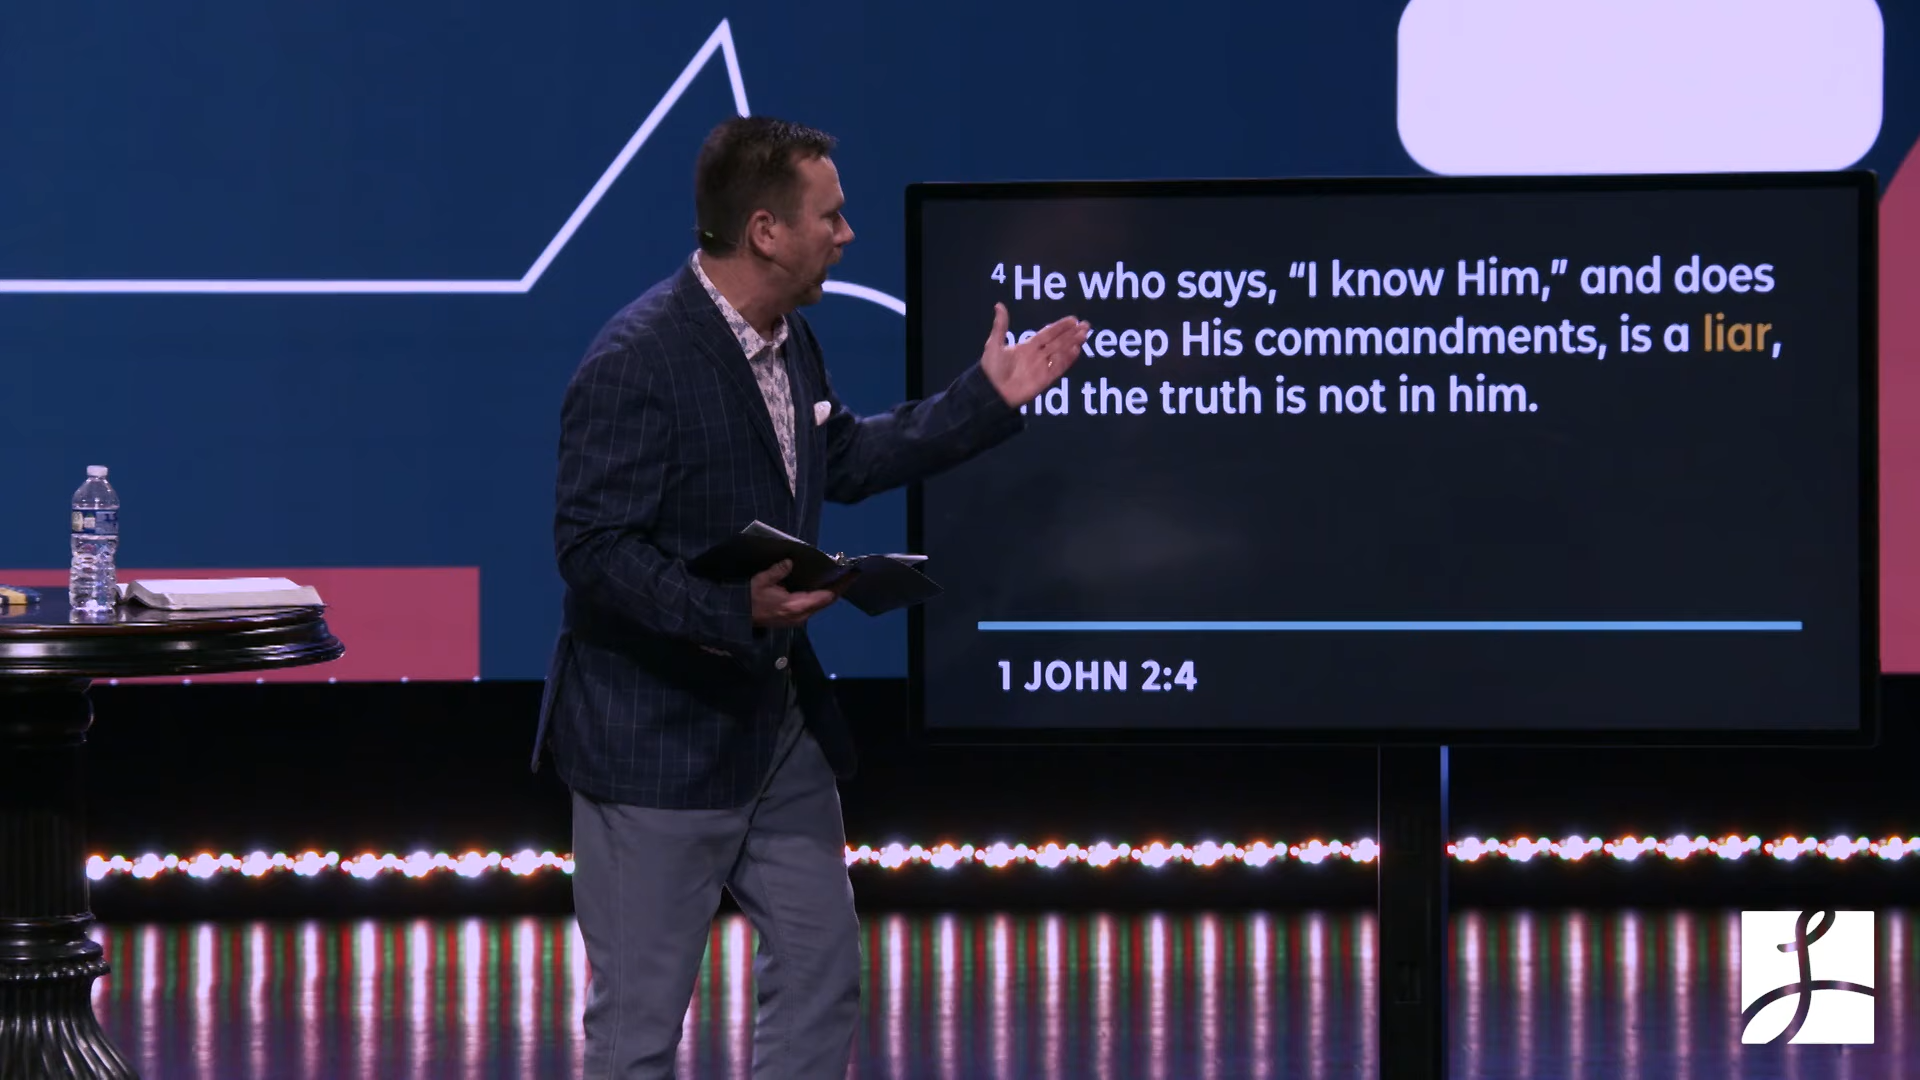 4 He who says, “I know Him,” and does
keep His commandments, is a liar,
the truth is not in him.
1 JOHN 2:4